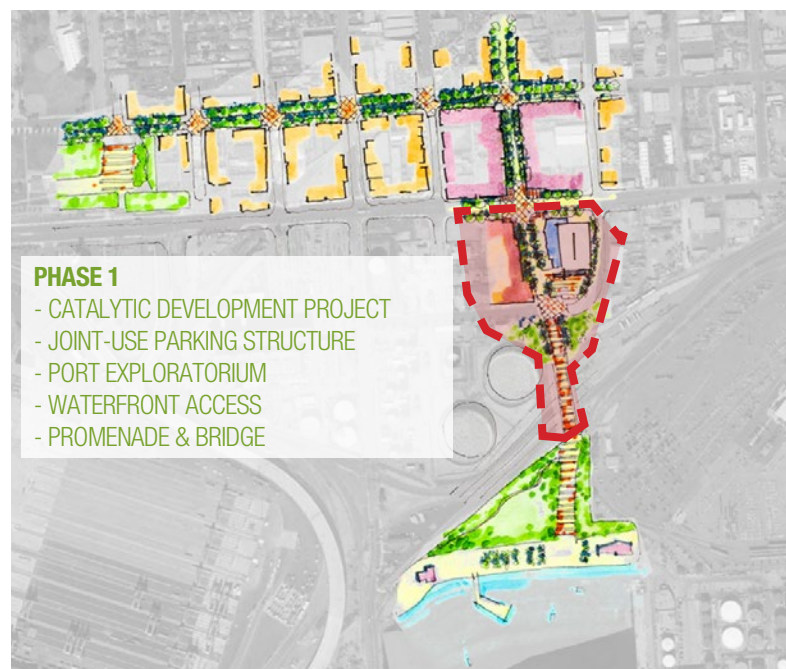 PHASE 1
- CATALYTIC DEVELOPMENT PROJECT
- JOINT-USE PARKING STRUCTURE
- PORT EXPLORATORIUM
- WATERFRONT ACCESS
- PROMENADE & BRIDGE